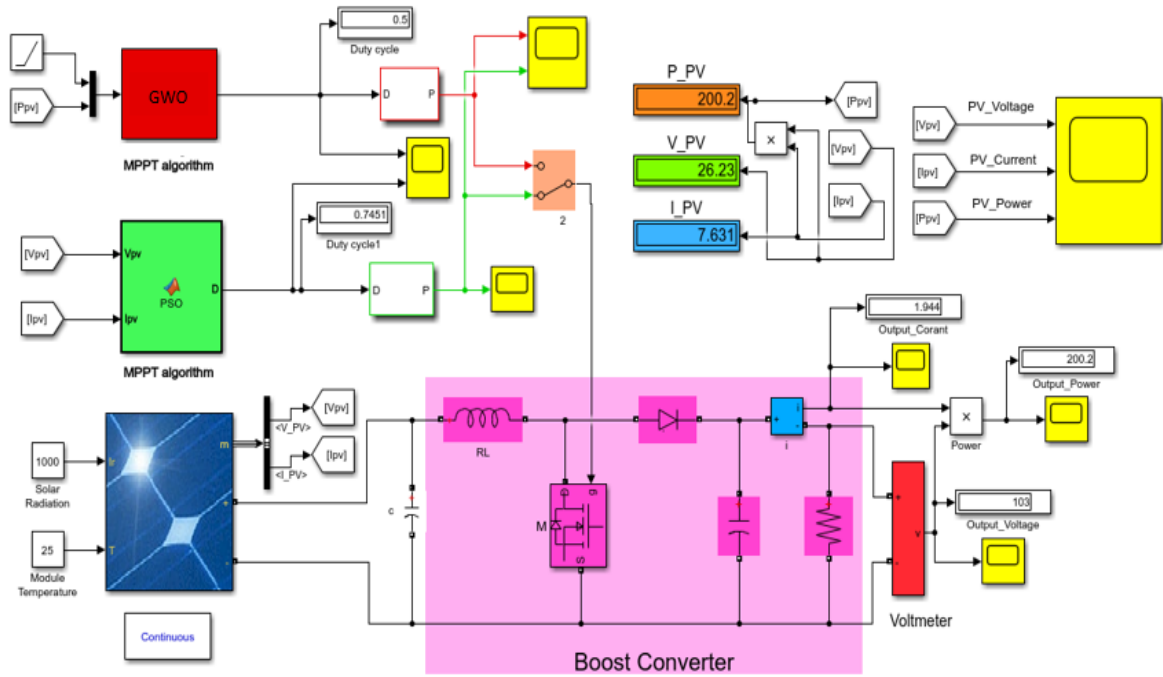 0.5
Duty cycle
[Ppv]
GWO
MPPT algorithm
D
P
2
0.7451
Duty cycle1
[Vpv]
[Ipv]
Vpv
Ipv
PSO
D
MPPT algorithm
D
P
P_PV
200.2
[Ppv]
V_PV
26.23
[Vpv]
I_PV
7.631
[Ipv]
×
[Vpv]
PV_Voltage
[Ipv]
PV_Current
[Ppv]
PV_Power
1000
Solar
Radiation
25
Module
Temperature
Ir
T
m
+
-
[Vpv]
<V_PV>
[Ipv]
<I_PV>
Continuous
c
+
RL
D
g
M
S
+
i
-
i
+
-
v
Voltmeter
1.944
Output_Corant
×
Power
200.2
Output_Power
103
Output_Voltage
Boost Converter